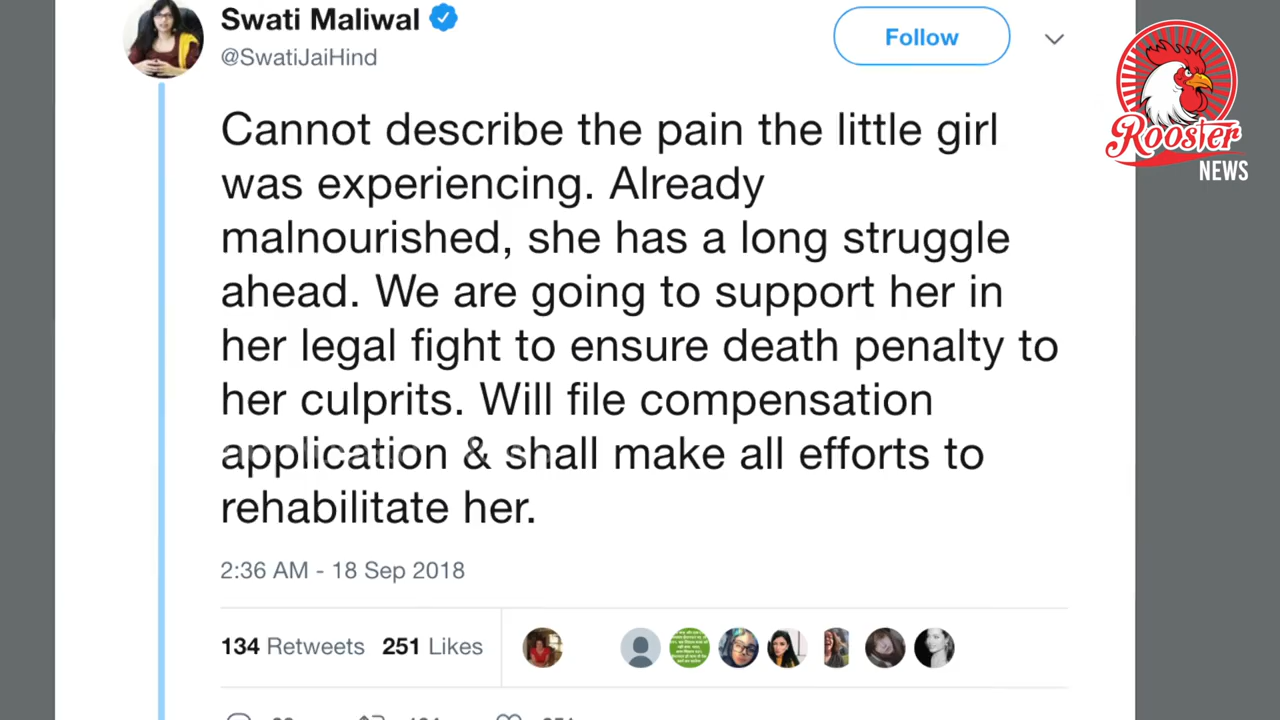 Swati Maliwal
@SwatiJaiHind
Follow
Rooster
NEWS
Cannot describe the pain the little girl
was experiencing. Already
malnourished, she has a long struggle
ahead. We are going to support her in
her legal fight to ensure death penalty to
her culprits. Will file compensation
application & shall make all efforts to
rehabilitate her.
2:36 AM - 18 Sep 2018
134 Retweets 251 Likes